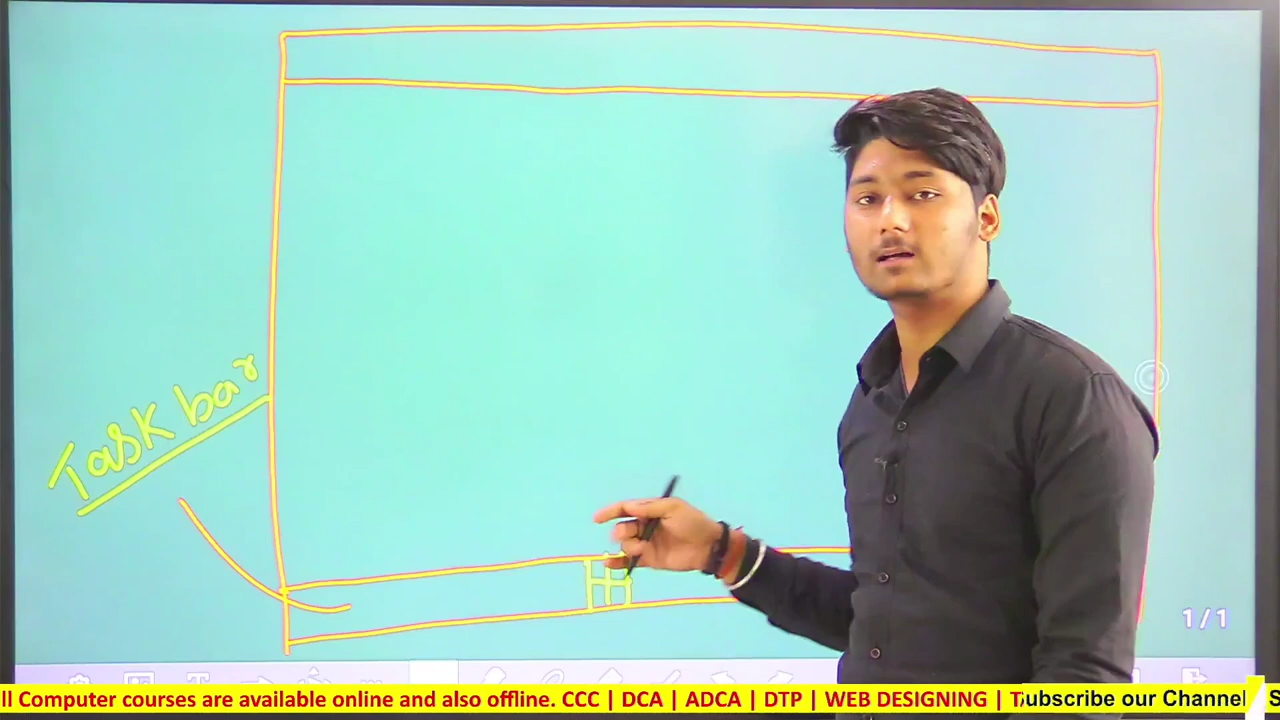 Task bar
1/1
ll Computer courses are available online and also offline. CCC | DCA | ADCA | DTP | WEB DESIGNING | T
ubscribe our Channel
S